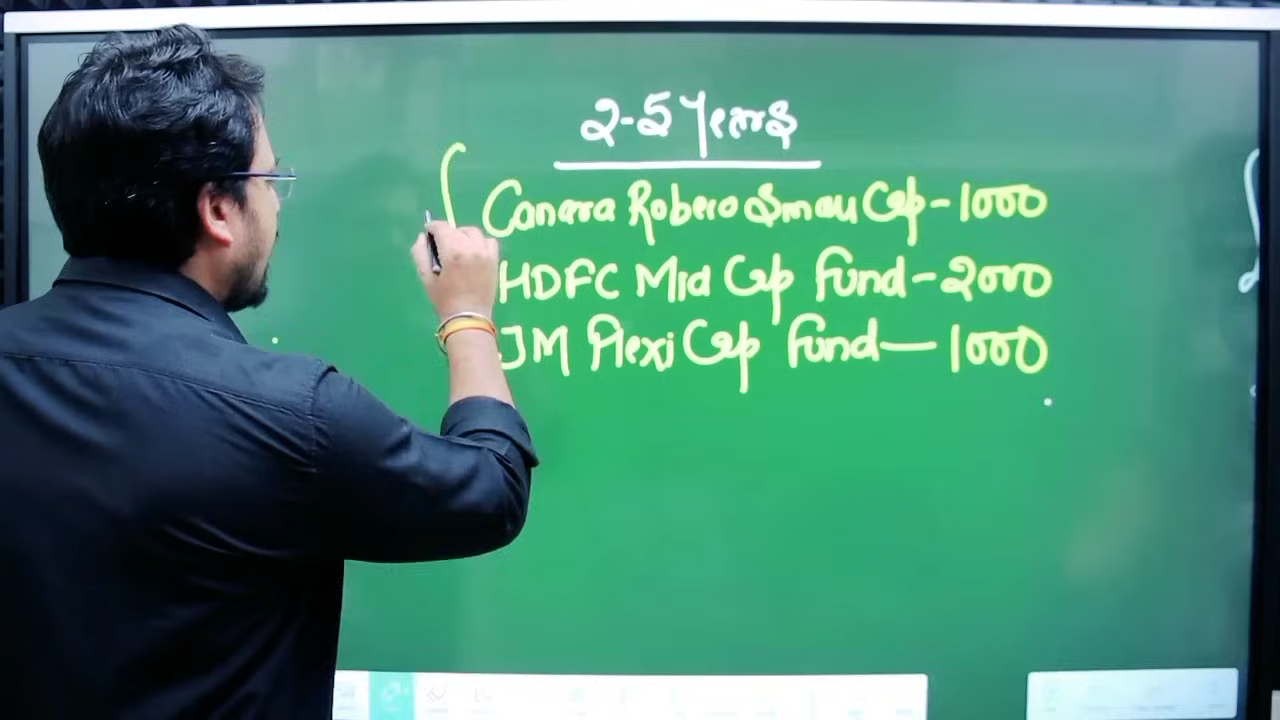 2-5 Years
Canara Robeco Small Cap - 1000
HDFC Mid Cap Fund - 2000
JM Flexi Cap Fund — 1000